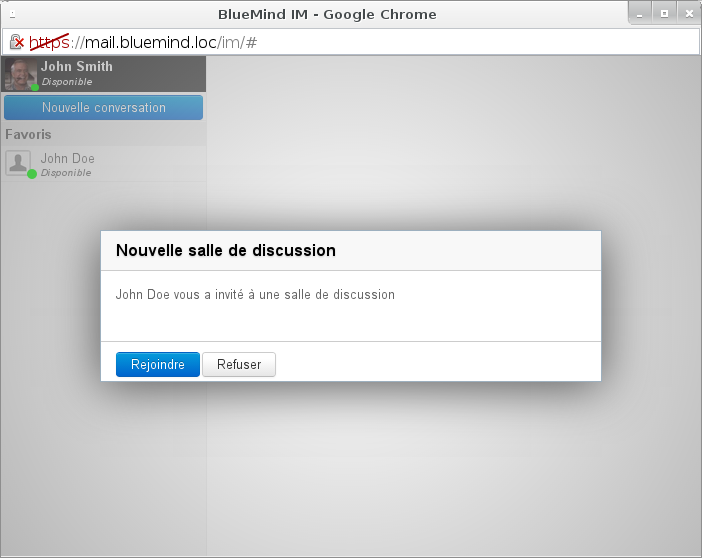 BlueMind IM - Google Chrome
https://mail.bluemind.loc/im/#
John Smith
Disponible
Nouvelle conversation
Favoris
John Doe
Disponible
Nouvelle salle de discussion
John Doe vous a invité à une salle de discussion
Rejoindre
Refuser